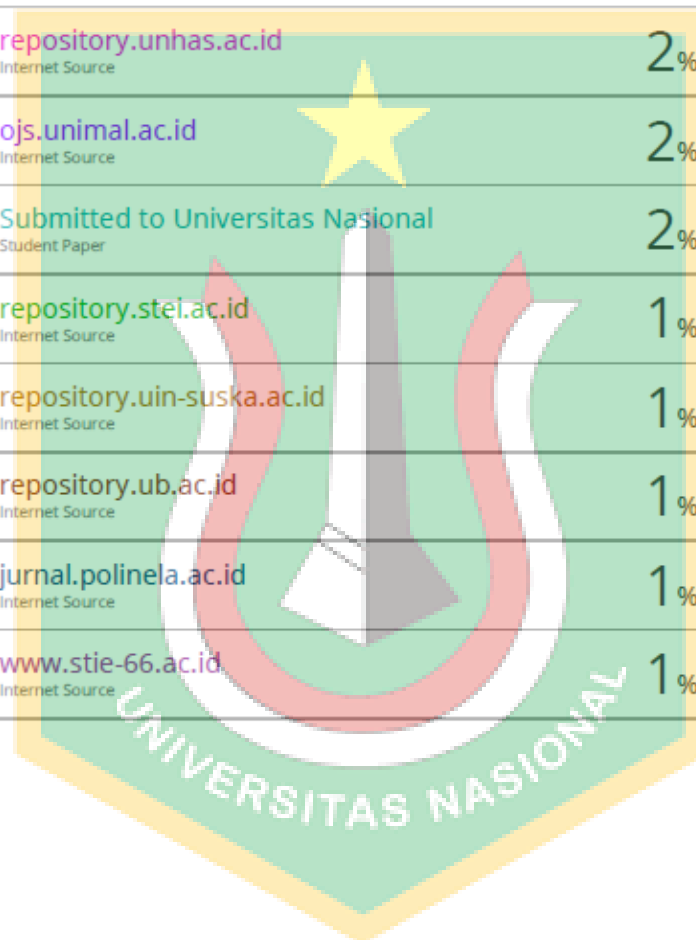 repository.unhas.ac.id
2%
Internet Source
ojs.unimal.ac.id
2%
Internet Source
Submitted to Universitas Nasional
2%
Student Paper
repository.stei.ac.id
1%
Internet Source
repository.uin-suska.ac.id
1%
Internet Source
repository.ub.ac.id
1%
Internet Source
jurnal.polinela.ac.id
1%
Internet Source
www.stie-66.ac.id
1%
Internet Source
UNIVERSITAS NASIONAL